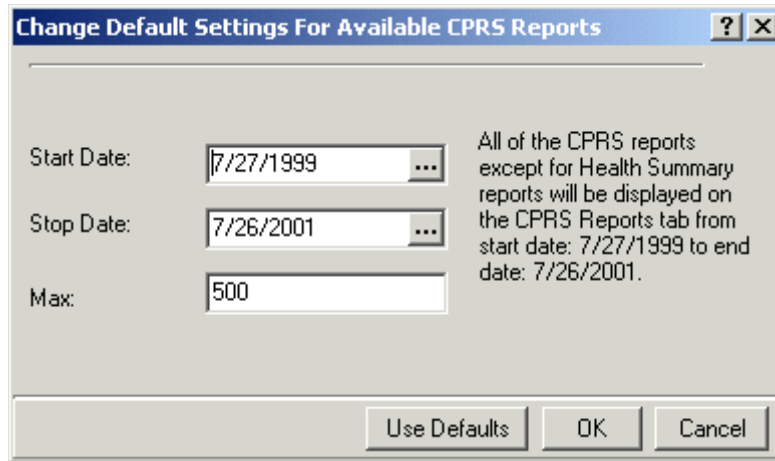 Change Default Settings For Available CPRS Reports
Start Date:
7/27/1999
...
Stop Date:
7/26/2001
...
Max:
500
All of the CPRS reports
except for Health Summary
reports will be displayed on
the CPRS Reports tab from
start date: 7/27/1999 to end
date: 7/26/2001.
Use Defaults
OK
Cancel